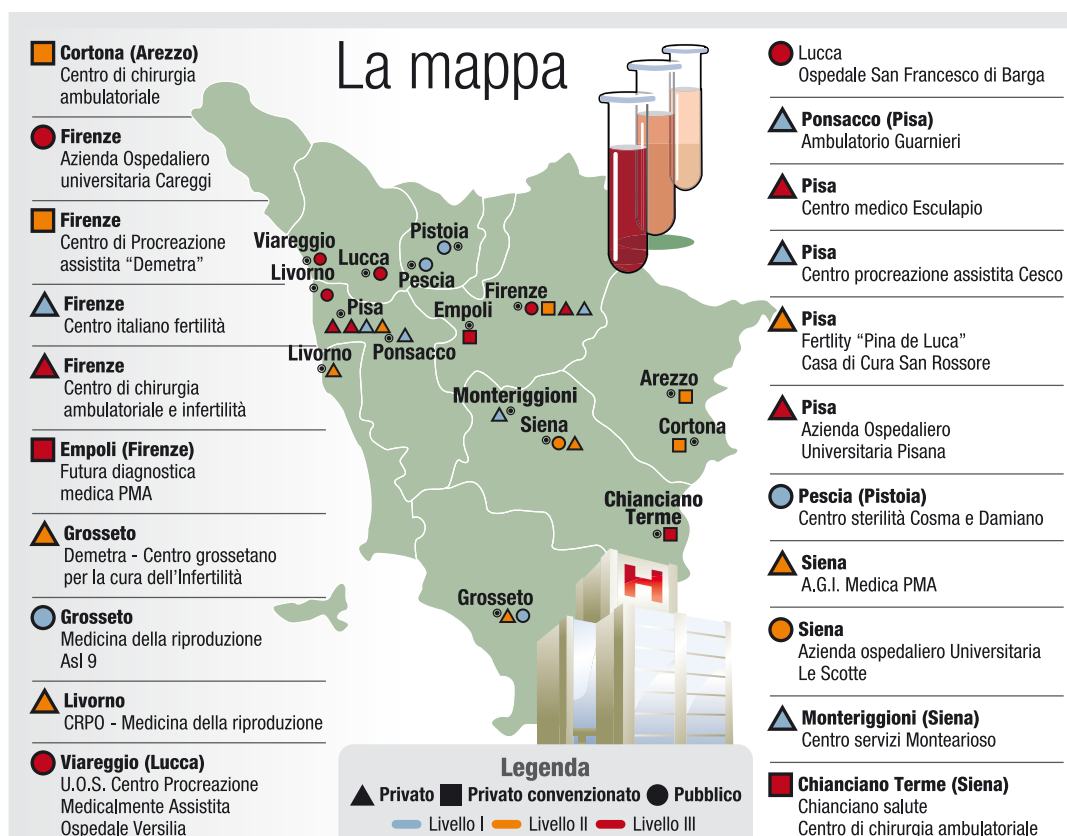 La mappa
Cortona (Arezzo)
Centro di chirurgia
ambulatoriale
Firenze
Azienda Ospedaliero
universitaria Careggi
Firenze
Centro di Procreazione
assistita “Demetra”
Firenze
Centro italiano fertilità
Firenze
Centro di chirurgia
ambulatoriale e infertilità
Empoli (Firenze)
Futura diagnostica
medica PMA
Grosseto
Demetra - Centro grossetano
per la cura dell’Infertilità
Grosseto
Medicina della riproduzione
Asl 9
Livorno
CRPO - Medicina della riproduzione
Viareggio (Lucca)
U.O.S. Centro Procreazione
Medicalmente Assistita
Ospedale Versilia
Pistoia
Viareggio
Lucca
Pescia
Livorno
Pisa
Empoli
Firenze
Ponsacco
Livorno
Monteriggioni
Arezzo
Siena
Cortona
Chianciano
Terme
Grosseto
H
Legenda
Privato Privato convenzionato Pubblico
Livello I Livello II Livello III
Lucca
Ospedale San Francesco di Barga
Ponsacco (Pisa)
Ambulatorio Guarnieri
Pisa
Centro medico Esculapio
Pisa
Centro procreazione assistita Cesco
Pisa
Fertlity “Pina de Luca”
Casa di Cura San Rossore
Pisa
Azienda Ospedaliero
Universitaria Pisana
Pescia (Pistoia)
Centro sterilità Cosma e Damiano
Siena
A.G.I. Medica PMA
Siena
Azienda ospedaliero Universitaria
Le Scotte
Monteriggioni (Siena)
Centro servizi Montearioso
Chianciano Terme (Siena)
Chianciano salute
Centro di chirurgia ambulatoriale